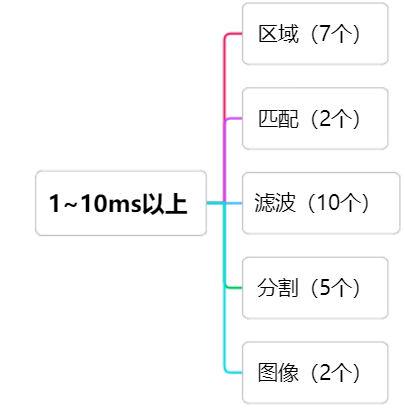 区域（7个）
匹配（2个）
1~10ms以上
滤波（10个）
分割（5个）
图像（2个）